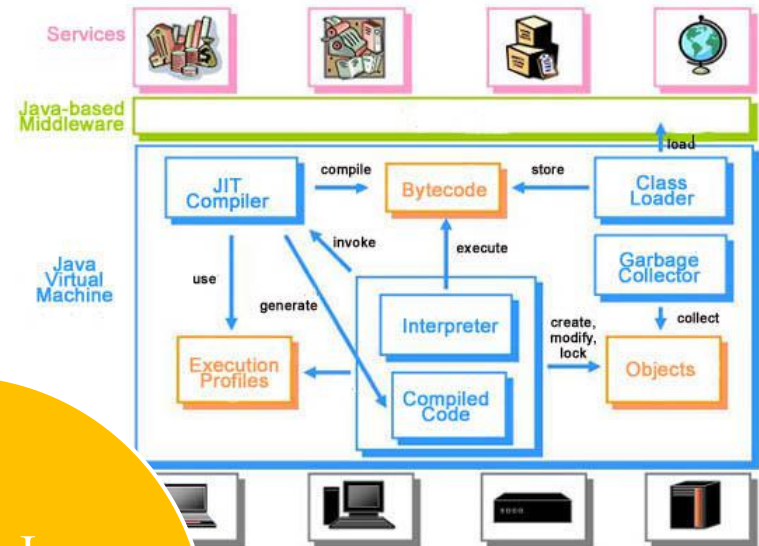 Services
Java-based
Middleware
load
JIT
Compiler
compile
Bytecode
store
Class
Loader
invoke
execute
Garbage
Collector
Java
Virtual
Machine
use
generate
Interpreter
create,
modify,
lock
collect
Execution
Profiles
Compiled
Code
Objects